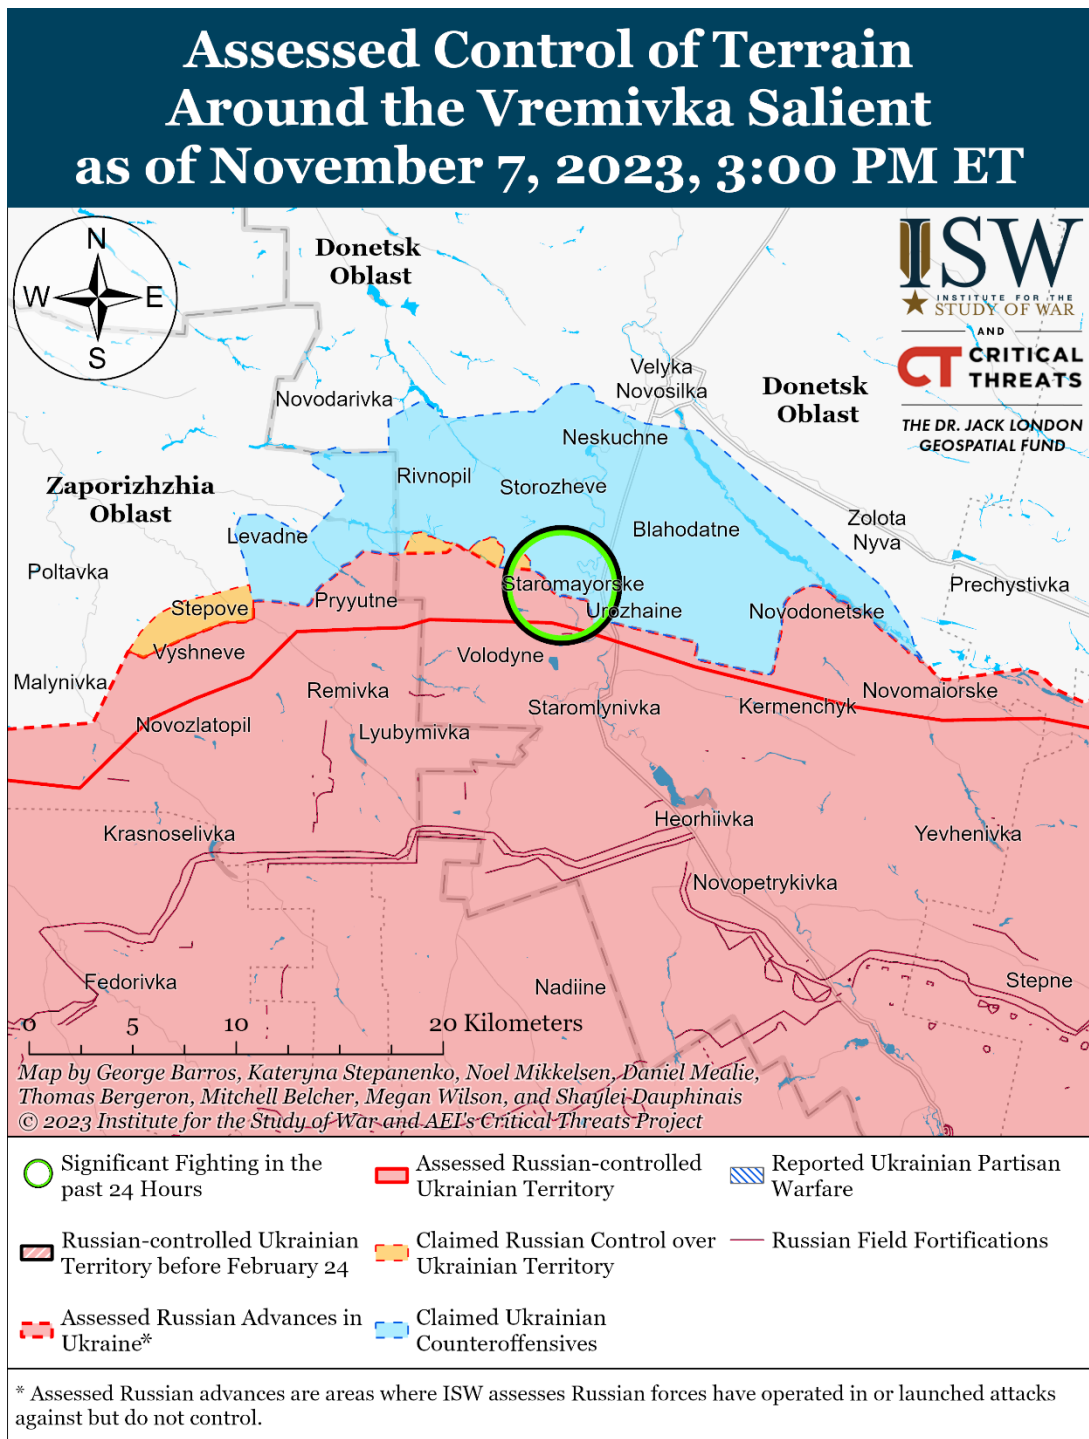 Assessed Control of Terrain
Around the Vremivka Salient
as of November 7, 2023, 3:00 PM ET
N
W
E
S
Donetsk
Oblast
ISW
INSTITUTE FOR THE
STUDY OF WAR
AND
CT CRITICAL
THREATS
THE DR. JACK LONDON
GEOSPATIAL FUND
Velyka
Novosilka
Donetsk
Oblast
Novodarivka
Neskuchne
Rivnopil
Storozheve
Zaporizhzhia
Oblast
Levadne
Blahodatne
Zolota
Nyva
Poltavka
Staromayorske
Prechystivka
Stepove
Pryyutne
Urozhaine
Novodonetske
Vyshneve
Volodyne
Malynivka
Remivka
Novomaiorske
Staromlynivka
Kermenchyk
Novozlatopil
Lyubymivka
Heorhiivka
Krasnoselivka
Yevhenivka
Novopetrykivka
Fedorivka
Nadiine
Stepne
0 5 10 20 Kilometers
Map by George Barros, Kateryna Stepanenko, Noel Mikkelsen, Daniel Mealie,
Thomas Bergeron, Mitchell Belcher, Megan Wilson, and Shaylei Dauphinais
© 2023 Institute for the Study of War and AEI's Critical Threats Project
Significant Fighting in the
past 24 Hours
Assessed Russian-controlled
Ukrainian Territory
Reported Ukrainian Partisan
Warfare
Russian-controlled Ukrainian
Territory before February 24
Claimed Russian Control over
Ukrainian Territory
Russian Field Fortifications
Assessed Russian Advances in
Ukraine*
Claimed Ukrainian
Counteroffensives
* Assessed Russian advances are areas where ISW assesses Russian forces have operated in or launched attacks
against but do not control.